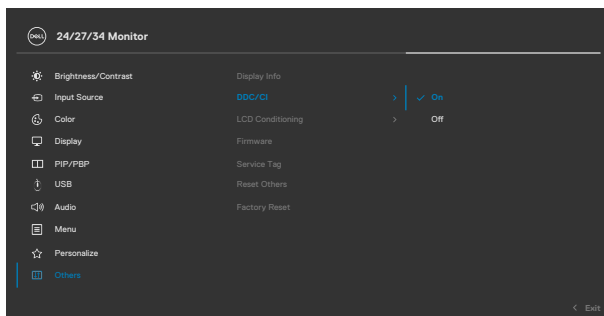 DELL 24/27/34 Monitor
Brightness/Contrast Display Info
Input Source DDC/CI > ✓ On
Color LCD Conditioning > Off
Display Firmware
PIP/PBP Service Tag
USB Reset Others
Audio Factory Reset
Menu
Personalize
Others
< Exit